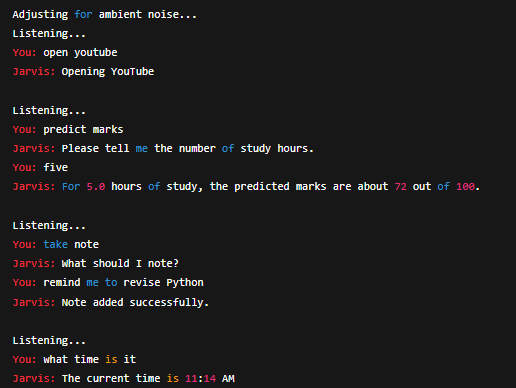 Adjusting for ambient noise...
Listening...
You: open youtube
Jarvis: Opening YouTube
Listening...
You: predict marks
Jarvis: Please tell me the number of study hours.
You: five
Jarvis: For 5.0 hours of study, the predicted marks are about 72 out of 100.
Listening...
You: take note
Jarvis: What should I note?
You: remind me to revise Python
Jarvis: Note added successfully.
Listening...
You: what time is it
Jarvis: The current time is 11:14 AM